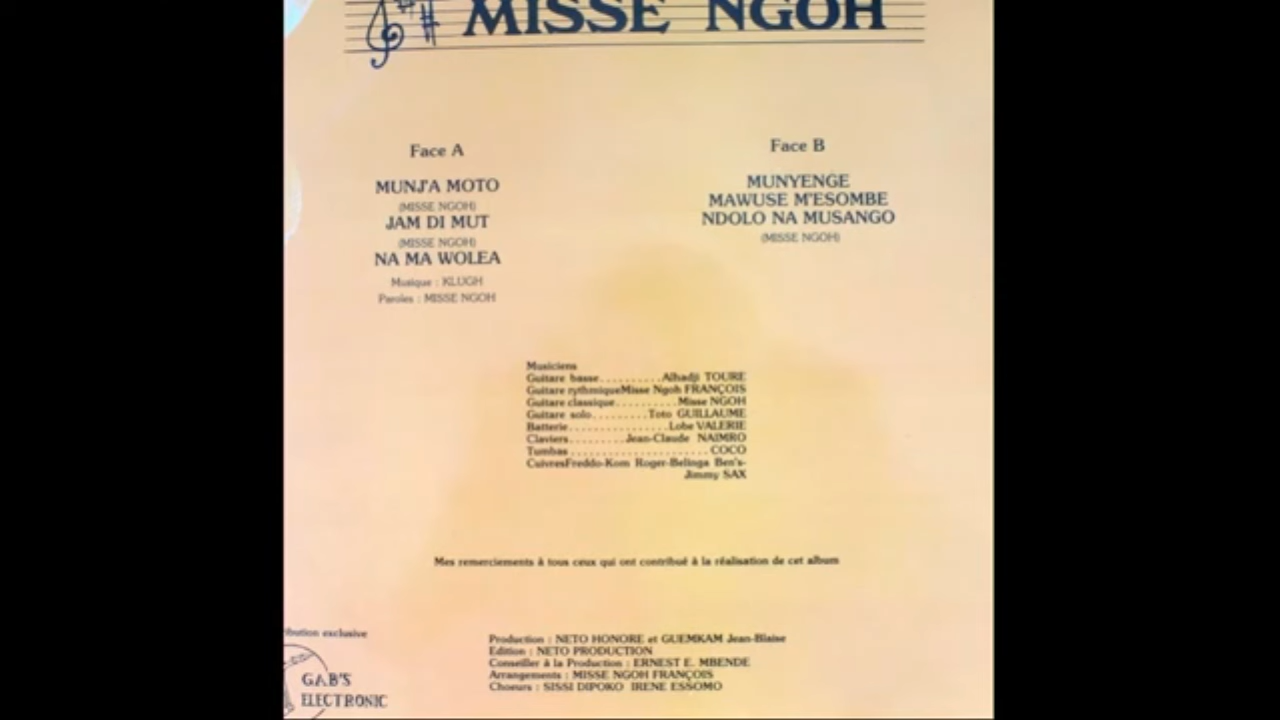 MISSE NGOH
Face A
MUNJ'A MOTO
(MISSE NGOH)
JAM DI MUT
(MISSE NGOH)
NA MA WOLEA
Musique : KLUGH
Paroles : MISSE NGOH
Face B
MUNYENGE
MAWUSE M'ESOMBE
NDOLO NA MUSANGO
(MISSE NGOH)
Musiciens
Guitare basse..........Alhadji TOURE
Guitare rythmiqueMisse Ngoh FRANÇOIS
Guitare classique..........Misse NGOH
Guitare solo.........Toto GUILLAUME
Batterie................Lobe VALERIE
Claviers.........Jean-Claude NAIMRO
Tumbas......................COCO
CuivresFreddo-Kom Roger-Belinga Ben's-
Jimmy SAX
Mes remerciements à tous ceux qui ont contribué à la réalisation de cet album
exclusive
GAB'S
ELECTRONIC
Production : NETO HONORE et GUEMKAM Jean-Blaise
Edition : NETO PRODUCTION
Conseiller à la Production : ERNEST E. MBENDE
Arrangements : MISSE NGOH FRANÇOIS
Choeurs : SISSI DIPOKO IRENE ESSOMO